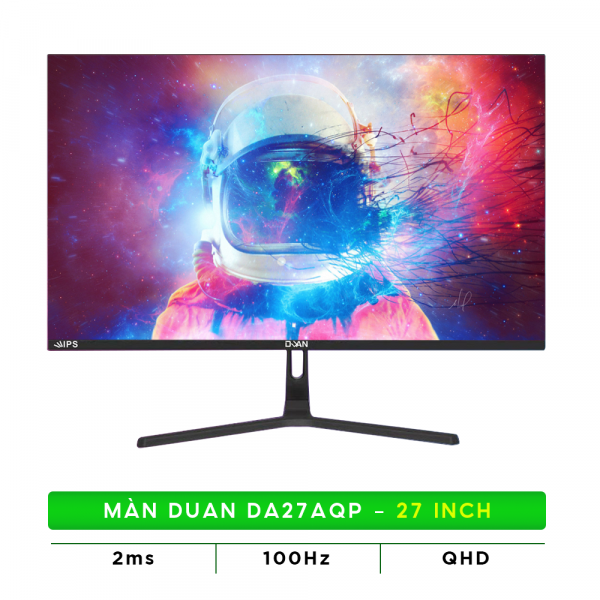 IPS
DUAN
MÀN DUAN DA27AQP – 27 INCH
2ms
100Hz
QHD